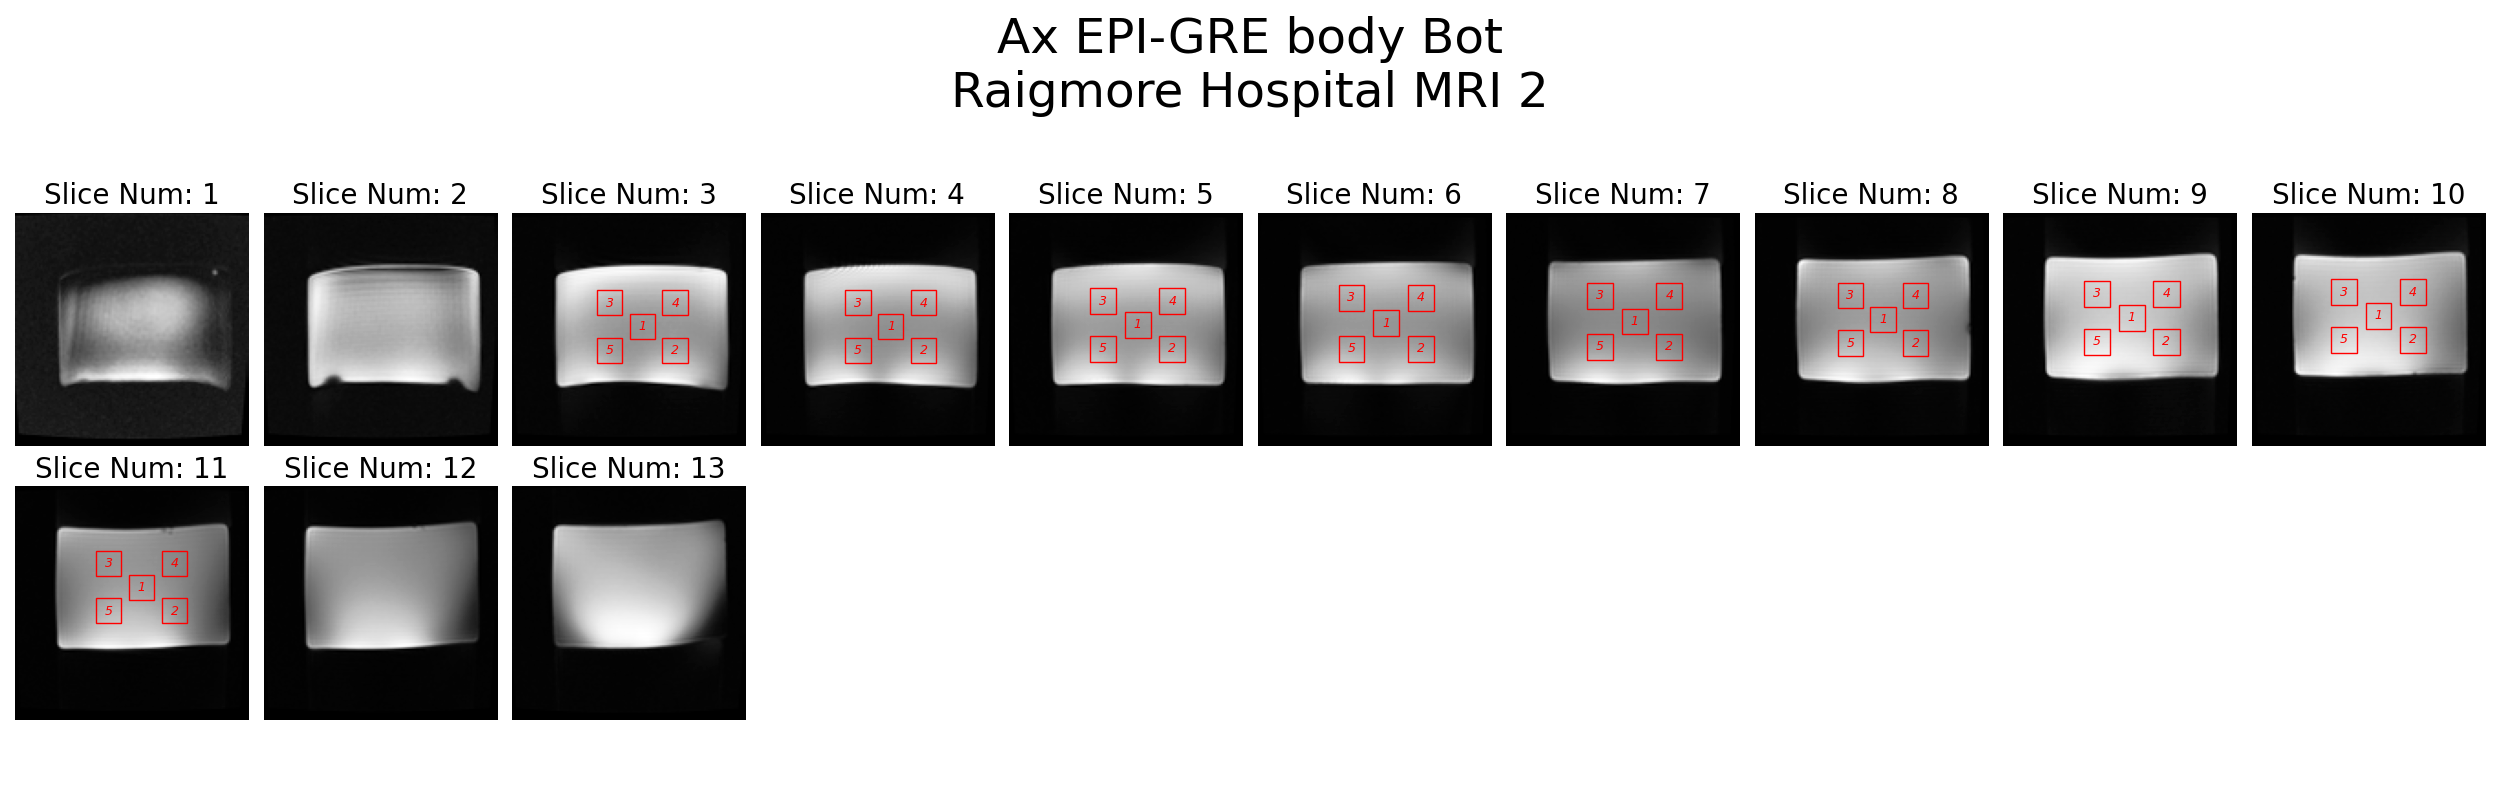 Ax EPI-GRE body Bot
Raigmore Hospital MRI 2
Slice Num: 1 Slice Num: 2 Slice Num: 3 Slice Num: 4 Slice Num: 5 Slice Num: 6 Slice Num: 7 Slice Num: 8 Slice Num: 9 Slice Num: 10
3 4 3 4 3 4 3 4 3 4 3 4 3 4 3 4
1 1 1 1 1 1 1 1
5 2 5 2 5 2 5 2 5 2 5 2 5 2 5 2
Slice Num: 11 Slice Num: 12 Slice Num: 13
3 4
1
5 2